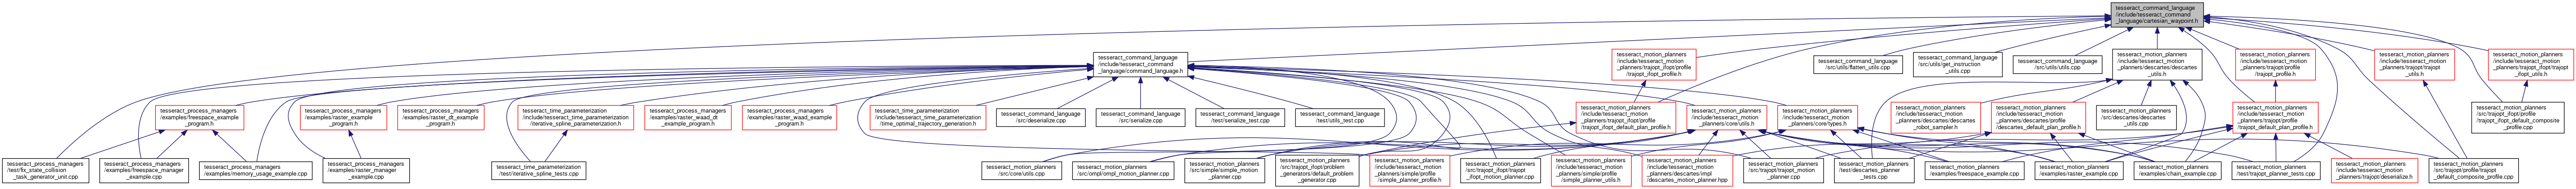 tesseract_command_language
/include/tesseract_command
_language/cartesian_waypoint.h
tesseract_command_language
/include/tesseract_command
_language/command_language.h
tesseract_motion_planners
/include/tesseract_motion
_planners/trajopt_ifopt/profile
/trajopt_ifopt_profile.h
tesseract_command_language
/src/utils/flatten_utils.cpp
tesseract_command_language
/src/utils/get_instruction
_utils.cpp
tesseract_command_language
/src/utils/utils.cpp
tesseract_motion_planners
/include/tesseract_motion
_planners/descartes/descartes
_utils.h
tesseract_motion_planners
/include/tesseract_motion
_planners/trajopt/profile
/trajopt_profile.h
tesseract_motion_planners
/include/tesseract_motion
_planners/trajopt/trajopt
_utils.h
tesseract_motion_planners
/include/tesseract_motion
_planners/trajopt_ifopt/trajopt
_ifopt_utils.h
tesseract_process_managers
/examples/freespace_example
_program.h
tesseract_process_managers
/examples/raster_example
_program.h
tesseract_process_managers
/examples/raster_dt_example
_program.h
tesseract_time_parameterization
/include/tesseract_time_parameterization
/iterative_spline_parameterization.h
tesseract_process_managers
/examples/raster_waad_dt
_example_program.h
tesseract_process_managers
/examples/raster_waad_example
_program.h
tesseract_time_parameterization
/include/tesseract_time_parameterization
/time_optimal_trajectory_generation.h
tesseract_command_language
/src/deserialize.cpp
tesseract_command_language
/src/serialize.cpp
tesseract_command_language
/test/serialize_test.cpp
tesseract_command_language
/test/utils_test.cpp
tesseract_motion_planners
/include/tesseract_motion
_planners/trajopt_ifopt/profile
/trajopt_ifopt_default_plan_profile.h
tesseract_motion_planners
/include/tesseract_motion
_planners/core/utils.h
tesseract_motion_planners
/include/tesseract_motion
_planners/core/types.h
tesseract_motion_planners
/include/tesseract_motion
_planners/descartes/descartes
_robot_sampler.h
tesseract_motion_planners
/include/tesseract_motion
_planners/descartes/profile
/descartes_default_plan_profile.h
tesseract_motion_planners
/src/descartes/descartes
_utils.cpp
tesseract_motion_planners
/include/tesseract_motion
_planners/trajopt/profile
/trajopt_default_plan_profile.h
tesseract_motion_planners
/src/trajopt_ifopt/profile
/trajopt_ifopt_default_composite
_profile.cpp
tesseract_process_managers
/test/fix_state_collision
_task_generator_unit.cpp
tesseract_process_managers
/examples/freespace_manager
_example.cpp
tesseract_process_managers
/examples/memory_usage_example.cpp
tesseract_process_managers
/examples/raster_manager
_example.cpp
tesseract_time_parameterization
/test/iterative_spline_tests.cpp
tesseract_motion_planners
/src/core/utils.cpp
tesseract_motion_planners
/src/ompl/ompl_motion_planner.cpp
tesseract_motion_planners
/src/simple/simple_motion
_planner.cpp
tesseract_motion_planners
/src/trajopt_ifopt/problem
_generators/default_problem
_generator.cpp
tesseract_motion_planners
/include/tesseract_motion
_planners/simple/profile
/simple_planner_profile.h
tesseract_motion_planners
/src/trajopt_ifopt/trajopt
_ifopt_motion_planner.cpp
tesseract_motion_planners
/include/tesseract_motion
_planners/simple/profile
/simple_planner_utils.h
tesseract_motion_planners
/include/tesseract_motion
_planners/descartes/impl
/descartes_motion_planner.hpp
tesseract_motion_planners
/src/trajopt/trajopt_motion
_planner.cpp
tesseract_motion_planners
/test/descartes_planner
_tests.cpp
tesseract_motion_planners
/examples/freespace_example.cpp
tesseract_motion_planners
/examples/raster_example.cpp
tesseract_motion_planners
/examples/chain_example.cpp
tesseract_motion_planners
/test/trajopt_planner_tests.cpp
tesseract_motion_planners
/include/tesseract_motion
_planners/trajopt/deserialize.h
tesseract_motion_planners
/src/trajopt/profile/trajopt
_default_composite_profile.cpp